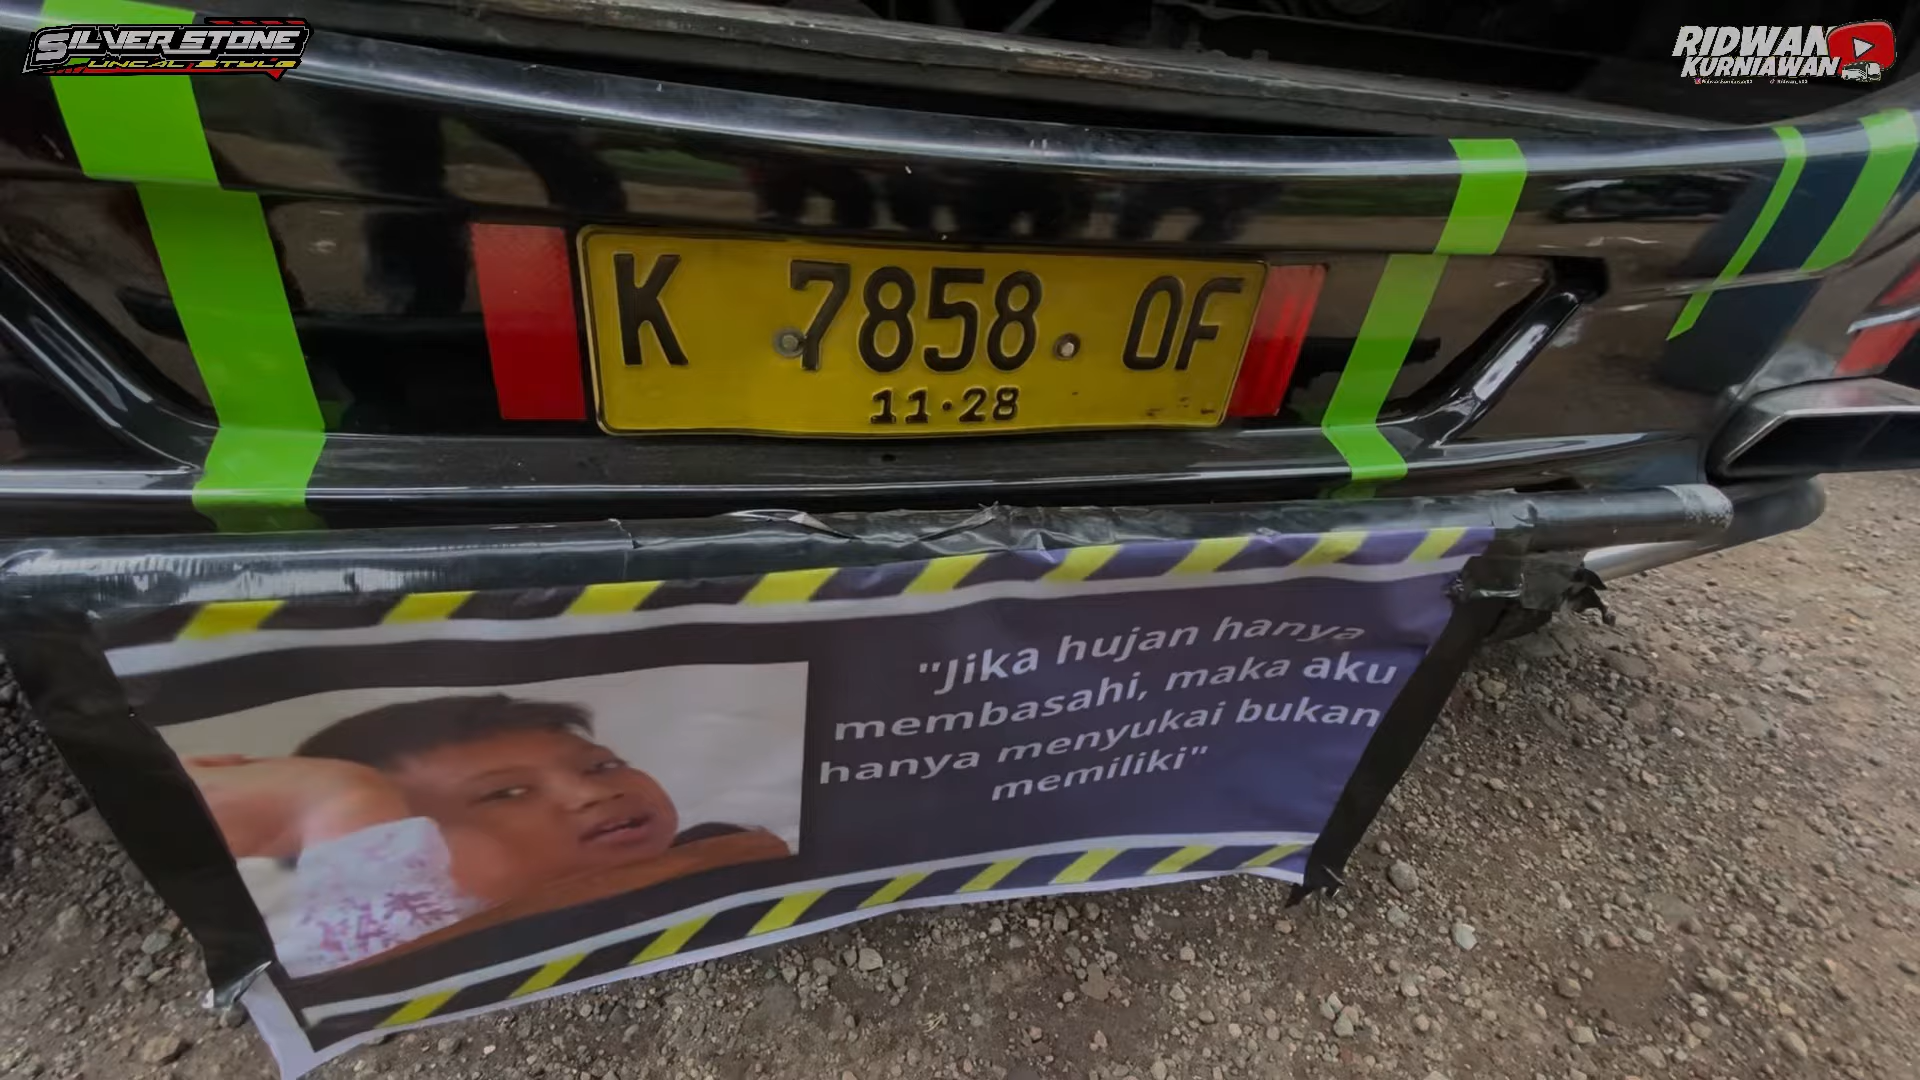 SILVER STONE
FUNCAL STYLE
RIDWAN
KURNIAWAN
K 7858 OF
11·28
"Jika hujan hanya
membasahi, maka aku
hanya menyukai bukan
memiliki"